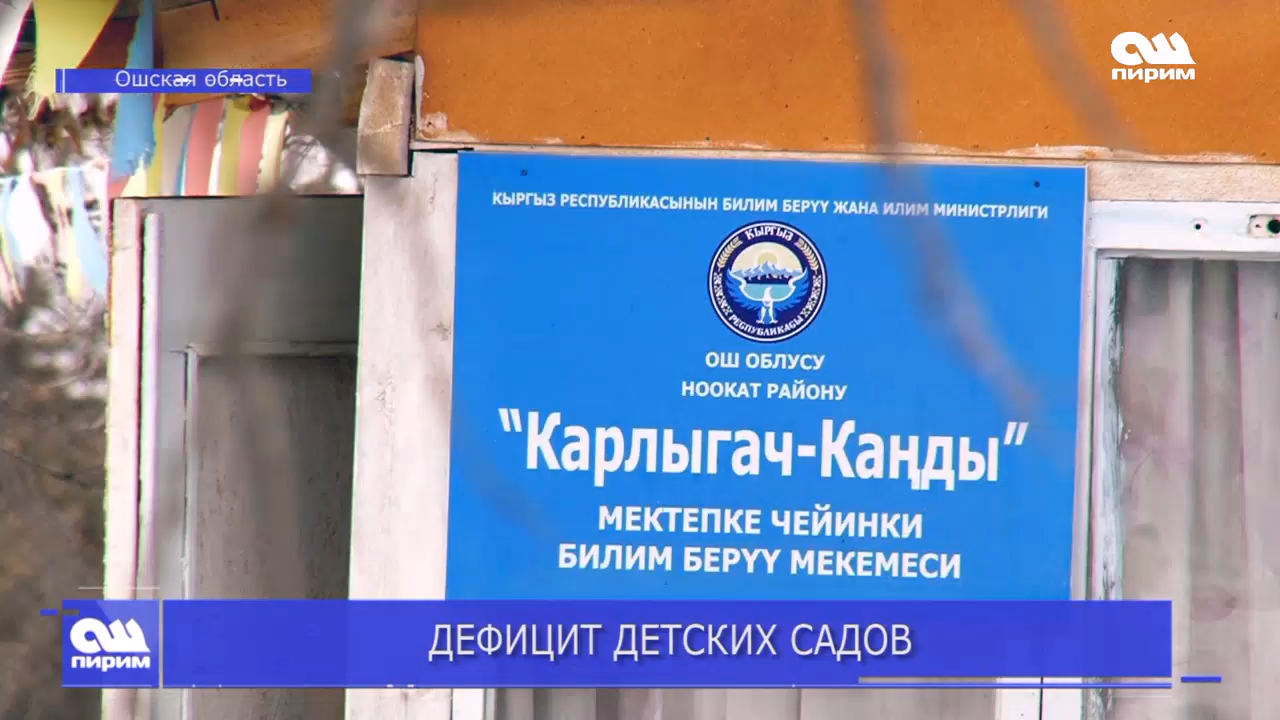 Ошская область
ОШ
ПИРИМ
КЫРГЫЗ РЕСПУБЛИКАСЫНЫН БИЛИМ БЕРҮҮ ЖАНА ИЛИМ МИНИСТРЛИГИ
КЫРГЫЗ
РЕСПУБЛИКАСЫ
ОШ ОБЛУСУ
НООКАТ РАЙОНУ
“Карлыгач-Каңды”
МЕКТЕПКЕ ЧЕЙИНКИ
БИЛИМ БЕРҮҮ МЕКЕМЕСИ
ОШ
ПИРИМ
ДЕФИЦИТ ДЕТСКИХ САДОВ